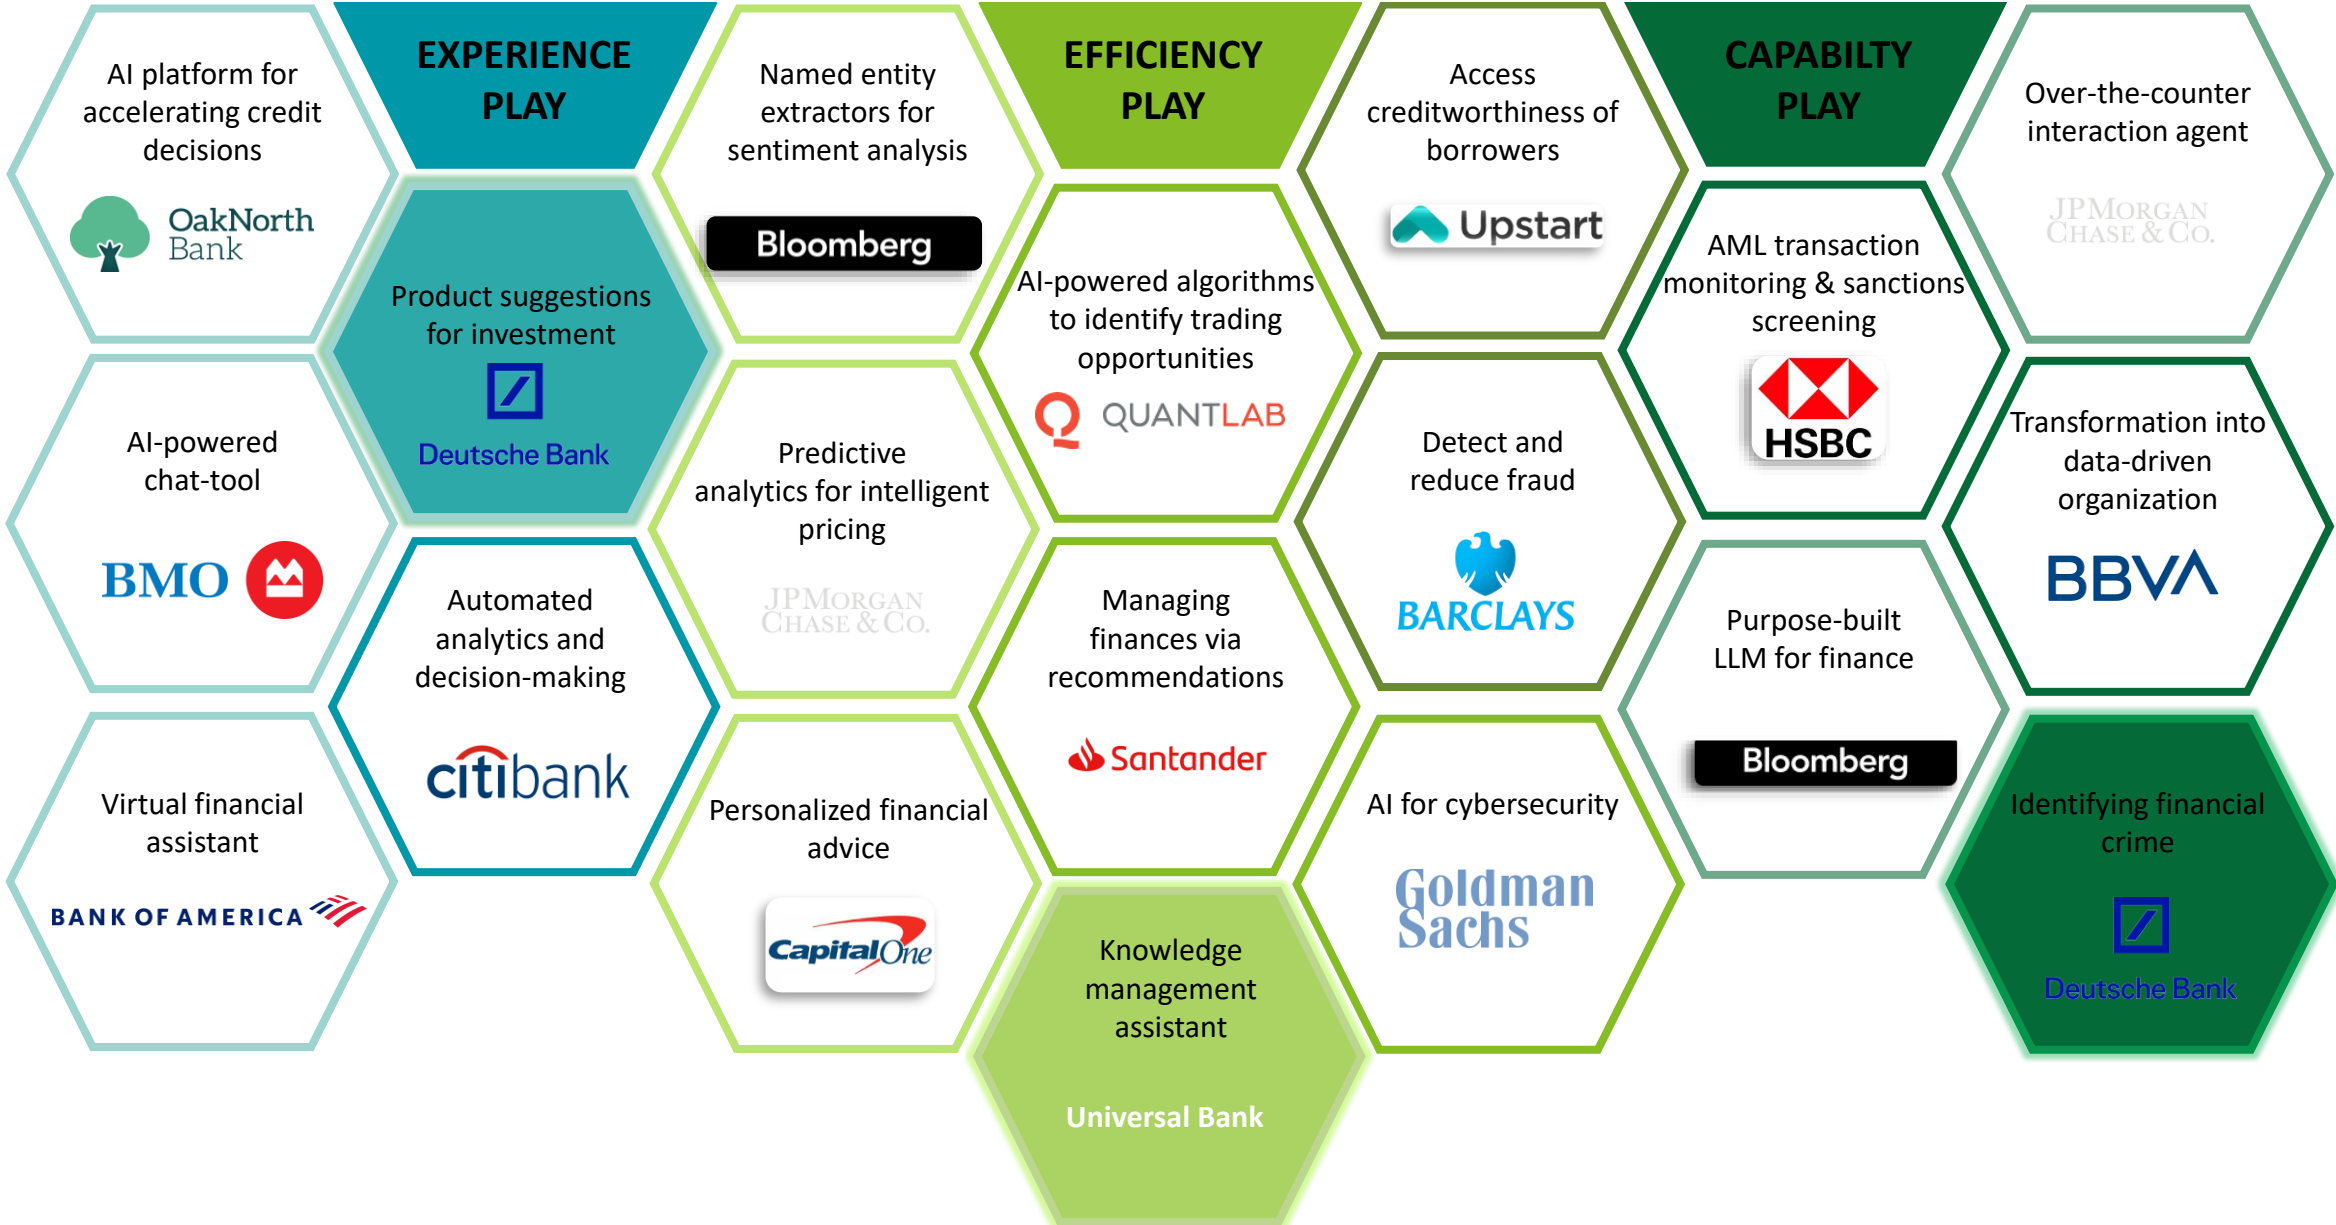 AI platform for
accelerating credit
decisions
OakNorth
Bank
AI-powered
chat-tool
BMO
Virtual financial
assistant
BANK OF AMERICA
EXPERIENCE
PLAY
Product suggestions
for investment
Deutsche Bank
Automated
analytics and
decision-making
citibank
Named entity
extractors for
sentiment analysis
Bloomberg
Predictive
analytics for intelligent
pricing
JPMORGAN
CHASE & CO.
Personalized financial
advice
Capital One
EFFICIENCY
PLAY
AI-powered algorithms
to identify trading
opportunities
QUANTLAB
Managing
finances via
recommendations
Santander
Knowledge
management
assistant
Universal Bank
Access
creditworthiness of
borrowers
Upstart
Detect and
reduce fraud
BARCLAYS
AI for cybersecurity
Goldman
Sachs
CAPABILTY
PLAY
AML transaction
monitoring & sanctions
screening
HSBC
Purpose-built
LLM for finance
Bloomberg
Over-the-counter
interaction agent
JPMORGAN
CHASE & CO.
Transformation into
data-driven
organization
BBVA
Identifying financial
crime
Deutsche Bank